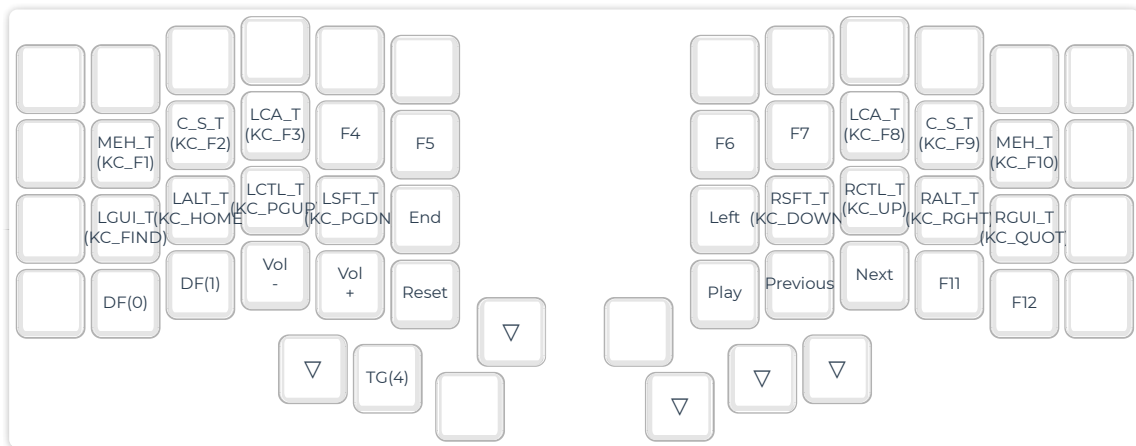 MEH_T
(KC_F1)
C_S_T
(KC_F2)
LCA_T
(KC_F3)
F4
F5
F6
F7
LCA_T
(KC_F8)
C_S_T
(KC_F9)
MEH_T
(KC_F10)
LGUI_T
(KC_FIND)
LALT_T
(KC_HOME
LCTL_T
(KC_PGUP
LSFT_T
(KC_PGDN
End
Left
RSFT_T
(KC_DOWN
RCTL_T
(KC_UP)
RALT_T
(KC_RGHT)
RGUI_T
(KC_QUOT)
DF(0)
DF(1)
Vol
-
Vol
+
Reset
Play
Previous
Next
F11
F12
▽
▽
TG(4)
▽
▽
▽